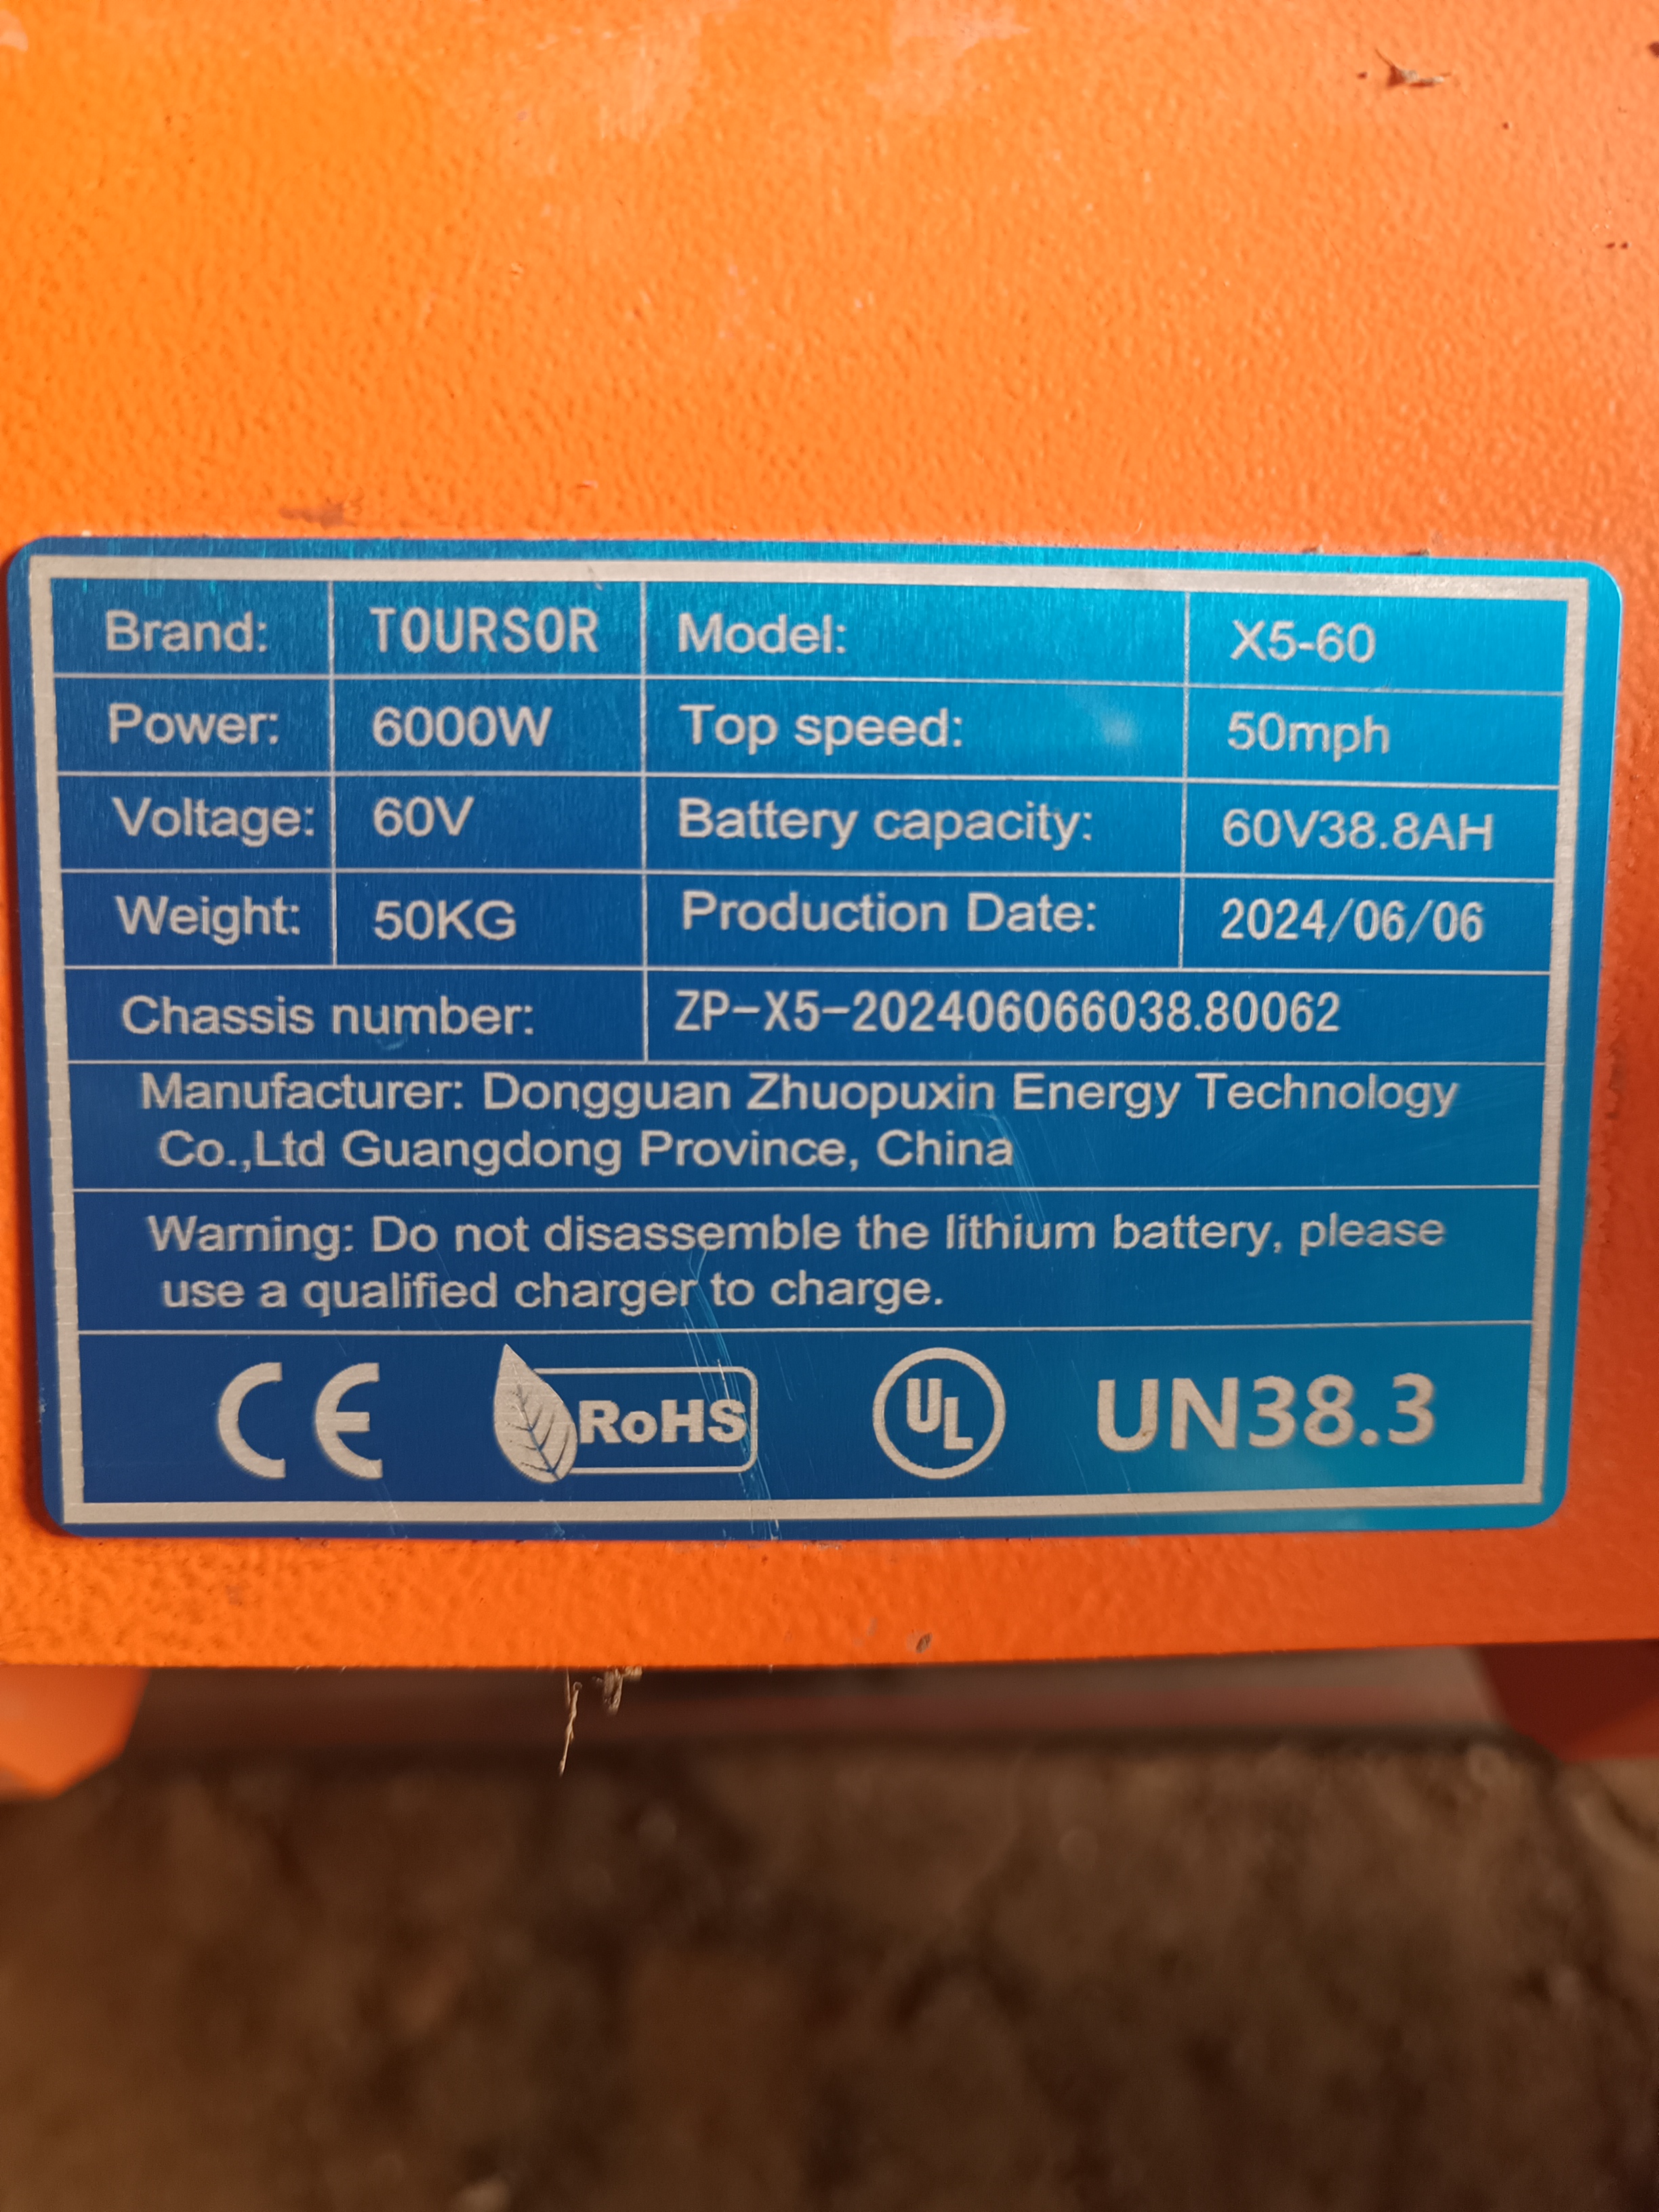 Brand: TOURSOR Model: X5-60
Power: 6000W Top speed: 50mph
Voltage: 60V Battery capacity: 60V38.8AH
Weight: 50KG Production Date: 2024/06/06
Chassis number: ZP-X5-202406066038.80062
Manufacturer: Dongguan Zhuopuxin Energy Technology
Co.,Ltd Guangdong Province, China
Warning: Do not disassemble the lithium battery, please
use a qualified charger to charge.
CE RoHS UL UN38.3